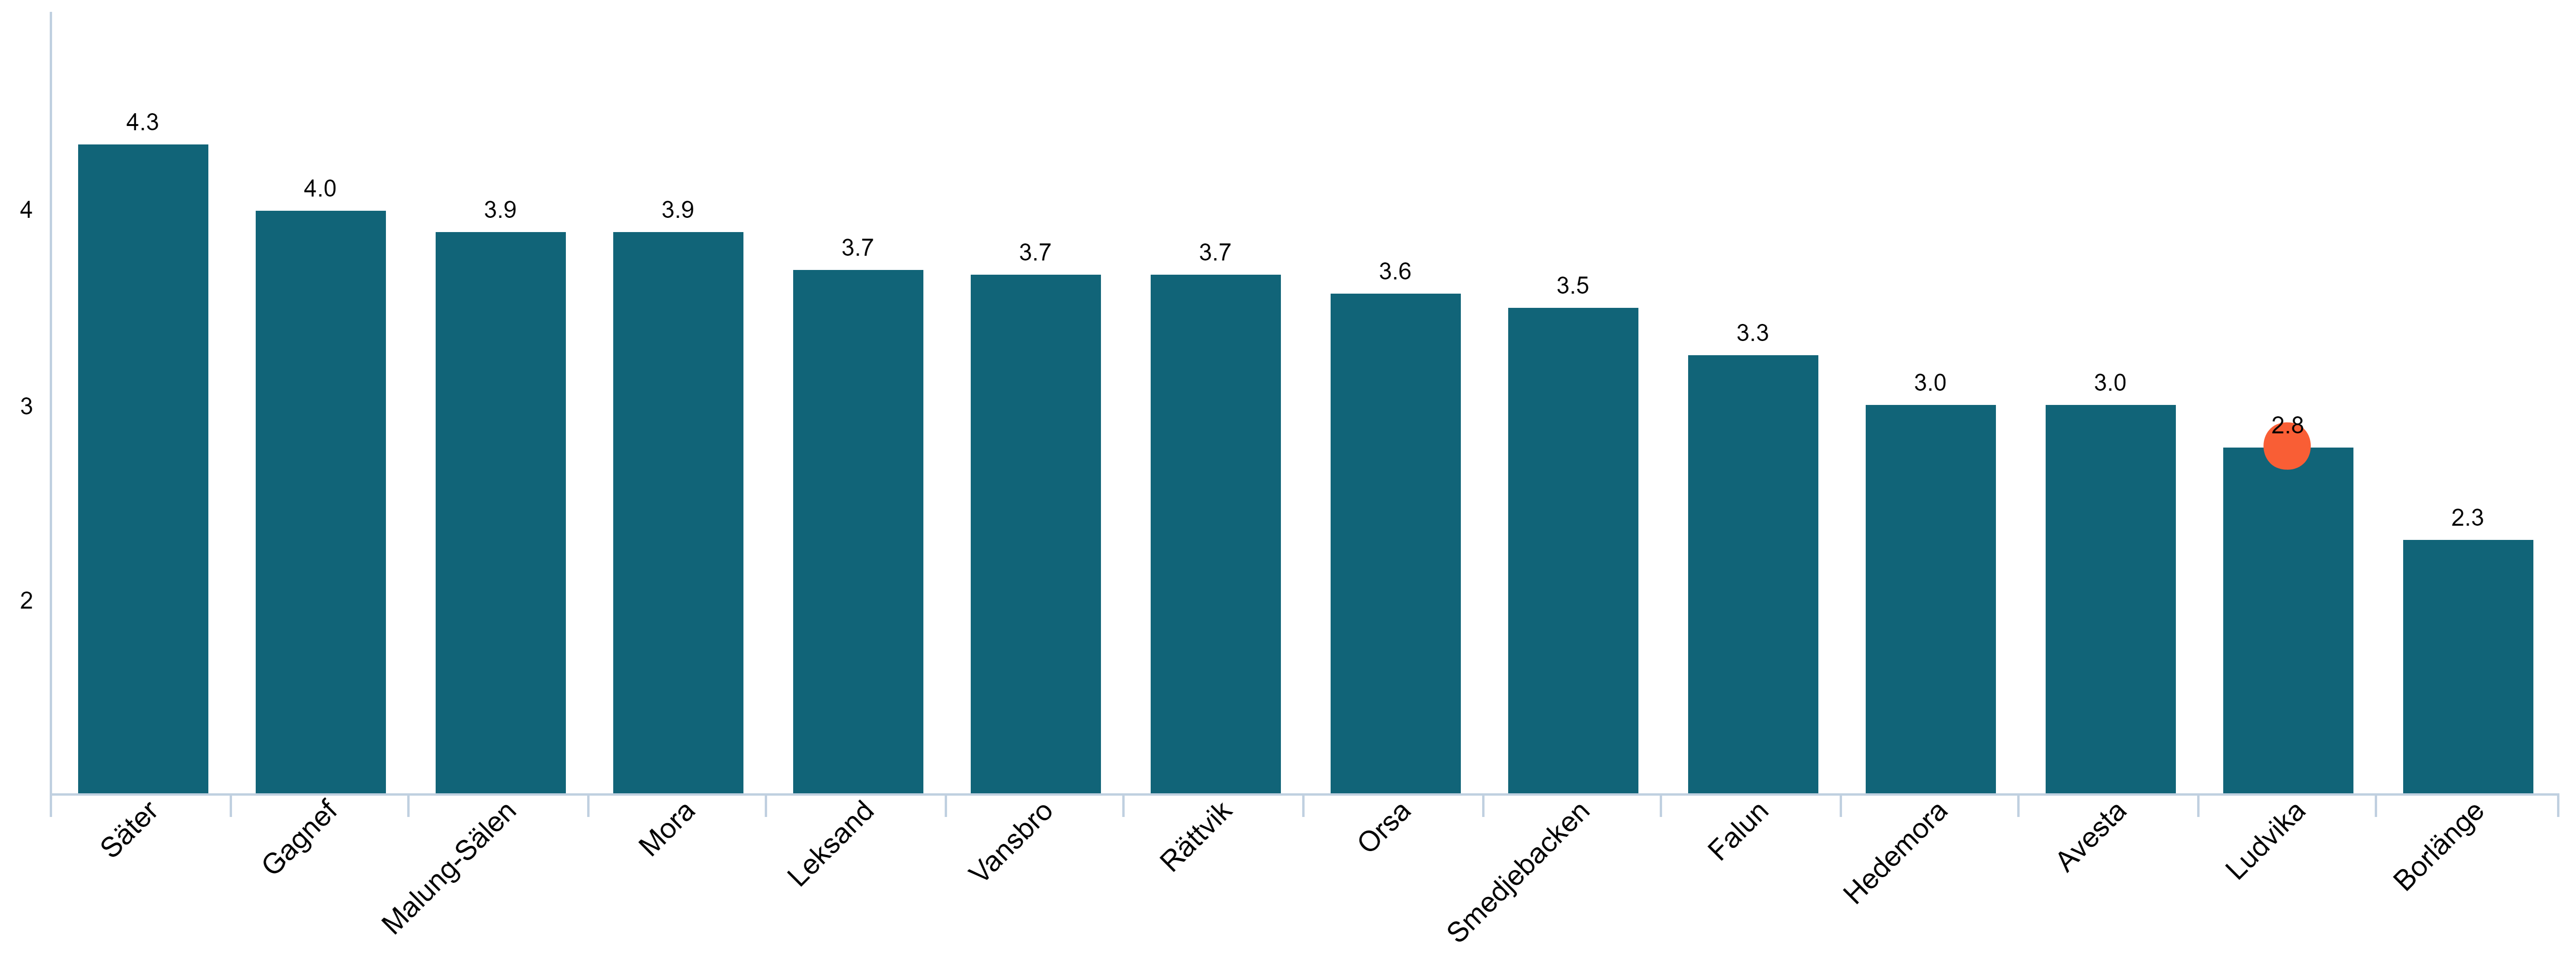 4.3
4.0
3.9
3.9
3.7
3.7
3.7
3.6
3.5
3.3
3.0
3.0
2.8
2.3
4
3
2
Säter
Gagnef
Malung-Sälen
Mora
Leksand
Vansbro
Rättvik
Orsa
Smedjebacken
Falun
Hedemora
Avesta
Ludvika
Borlänge